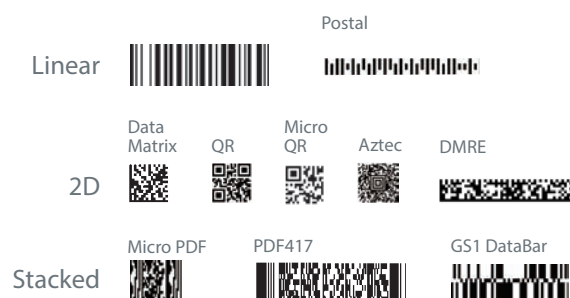 Postal
Linear
Data
Matrix
QR
Micro
QR
Aztec
DMRE
2D
Micro PDF
PDF417
GS1 DataBar
Stacked